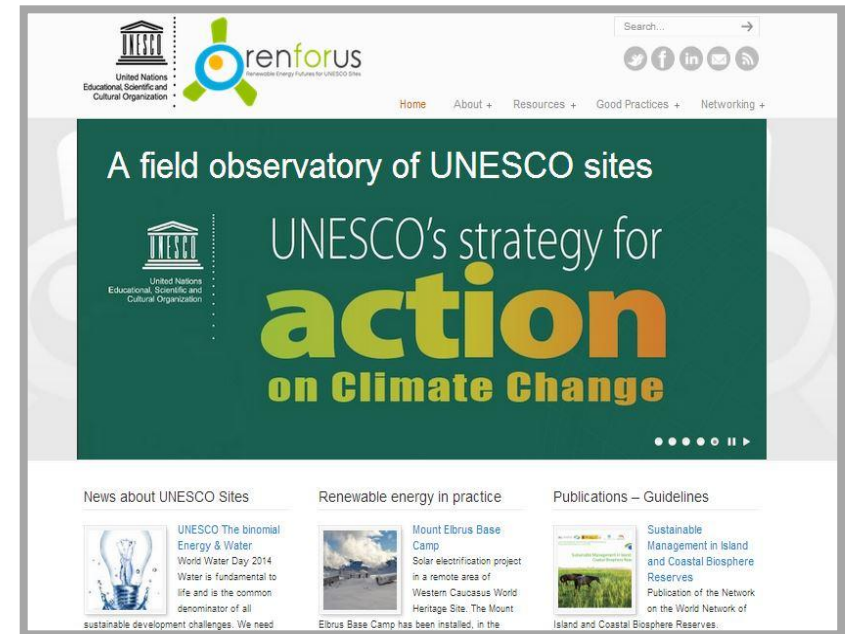 Search...
UNESCO
United Nations
Educational, Scientific and
Cultural Organization
renforus
Renewable Energy Futures for UNESCO Sites
Home About + Resources + Good Practices + Networking +
A field observatory of UNESCO sites
UNESCO
United Nations
Educational, Scientific and
Cultural Organization
UNESCO's strategy for
action
on Climate Change
News about UNESCO Sites
UNESCO The binomial
Energy & Water
World Water Day 2014
Water is fundamental to
life and is the common
denominator of all
sustainable development challenges. We need
Renewable energy in practice
Mount Elbrus Base
Camp
Solar electrification project
in a remote area of
Western Caucasus World
Heritage Site. The Mount
Elbrus Base Camp has been installed, in the
Publications – Guidelines
Sustainable
Management in Island
and Coastal Biosphere
Reserves
Publication of the Network
on the World Network of
Island and Coastal Biosphere Reserves.